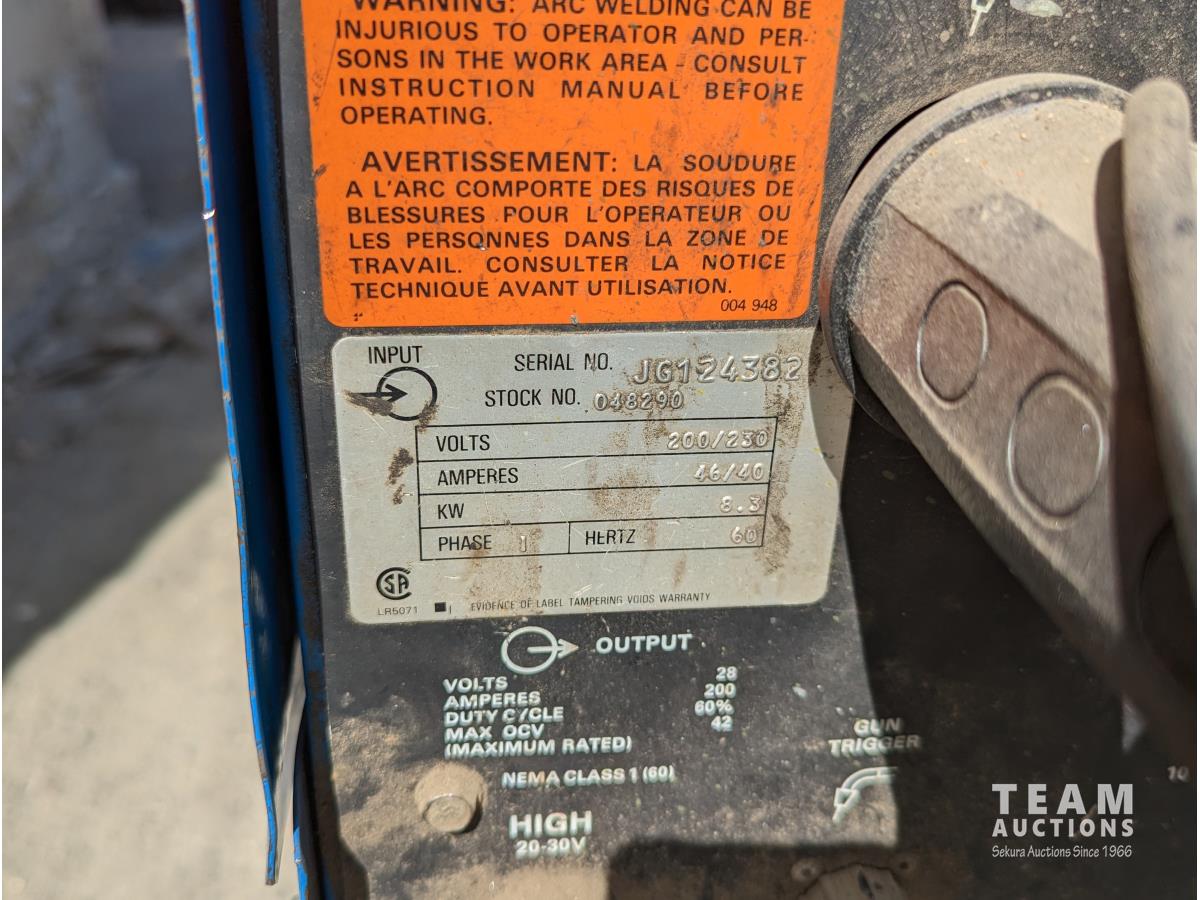 WARNING: ARC WELDING CAN BE
INJURIOUS TO OPERATOR AND PER-
SONS IN THE WORK AREA - CONSULT
INSTRUCTION MANUAL BEFORE
OPERATING.
AVERTISSEMENT: LA SOUDURE
A L'ARC COMPORTE DES RISQUES DE
BLESSURES POUR L'OPERATEUR OU
LES PERSONNES DANS LA ZONE DE
TRAVAIL. CONSULTER LA NOTICE
TECHNIQUE AVANT UTILISATION.
004 948
INPUT
SERIAL NO. JG124382
STOCK NO. 048290
VOLTS 200/230
AMPERES 46/40
KW 8.3
PHASE 1 HERTZ 60
LR5071
EVIDENCE OF LABEL TAMPERING VOIDS WARRANTY
OUTPUT
VOLTS 28
AMPERES 200
DUTY CYCLE 60%
MAX OCV 42
(MAXIMUM RATED)
NEMA CLASS 1 (60)
HIGH
20-30V
GUN
TRIGGER
10
TEAM
AUCTIONS
Sekura Auctions Since 1966